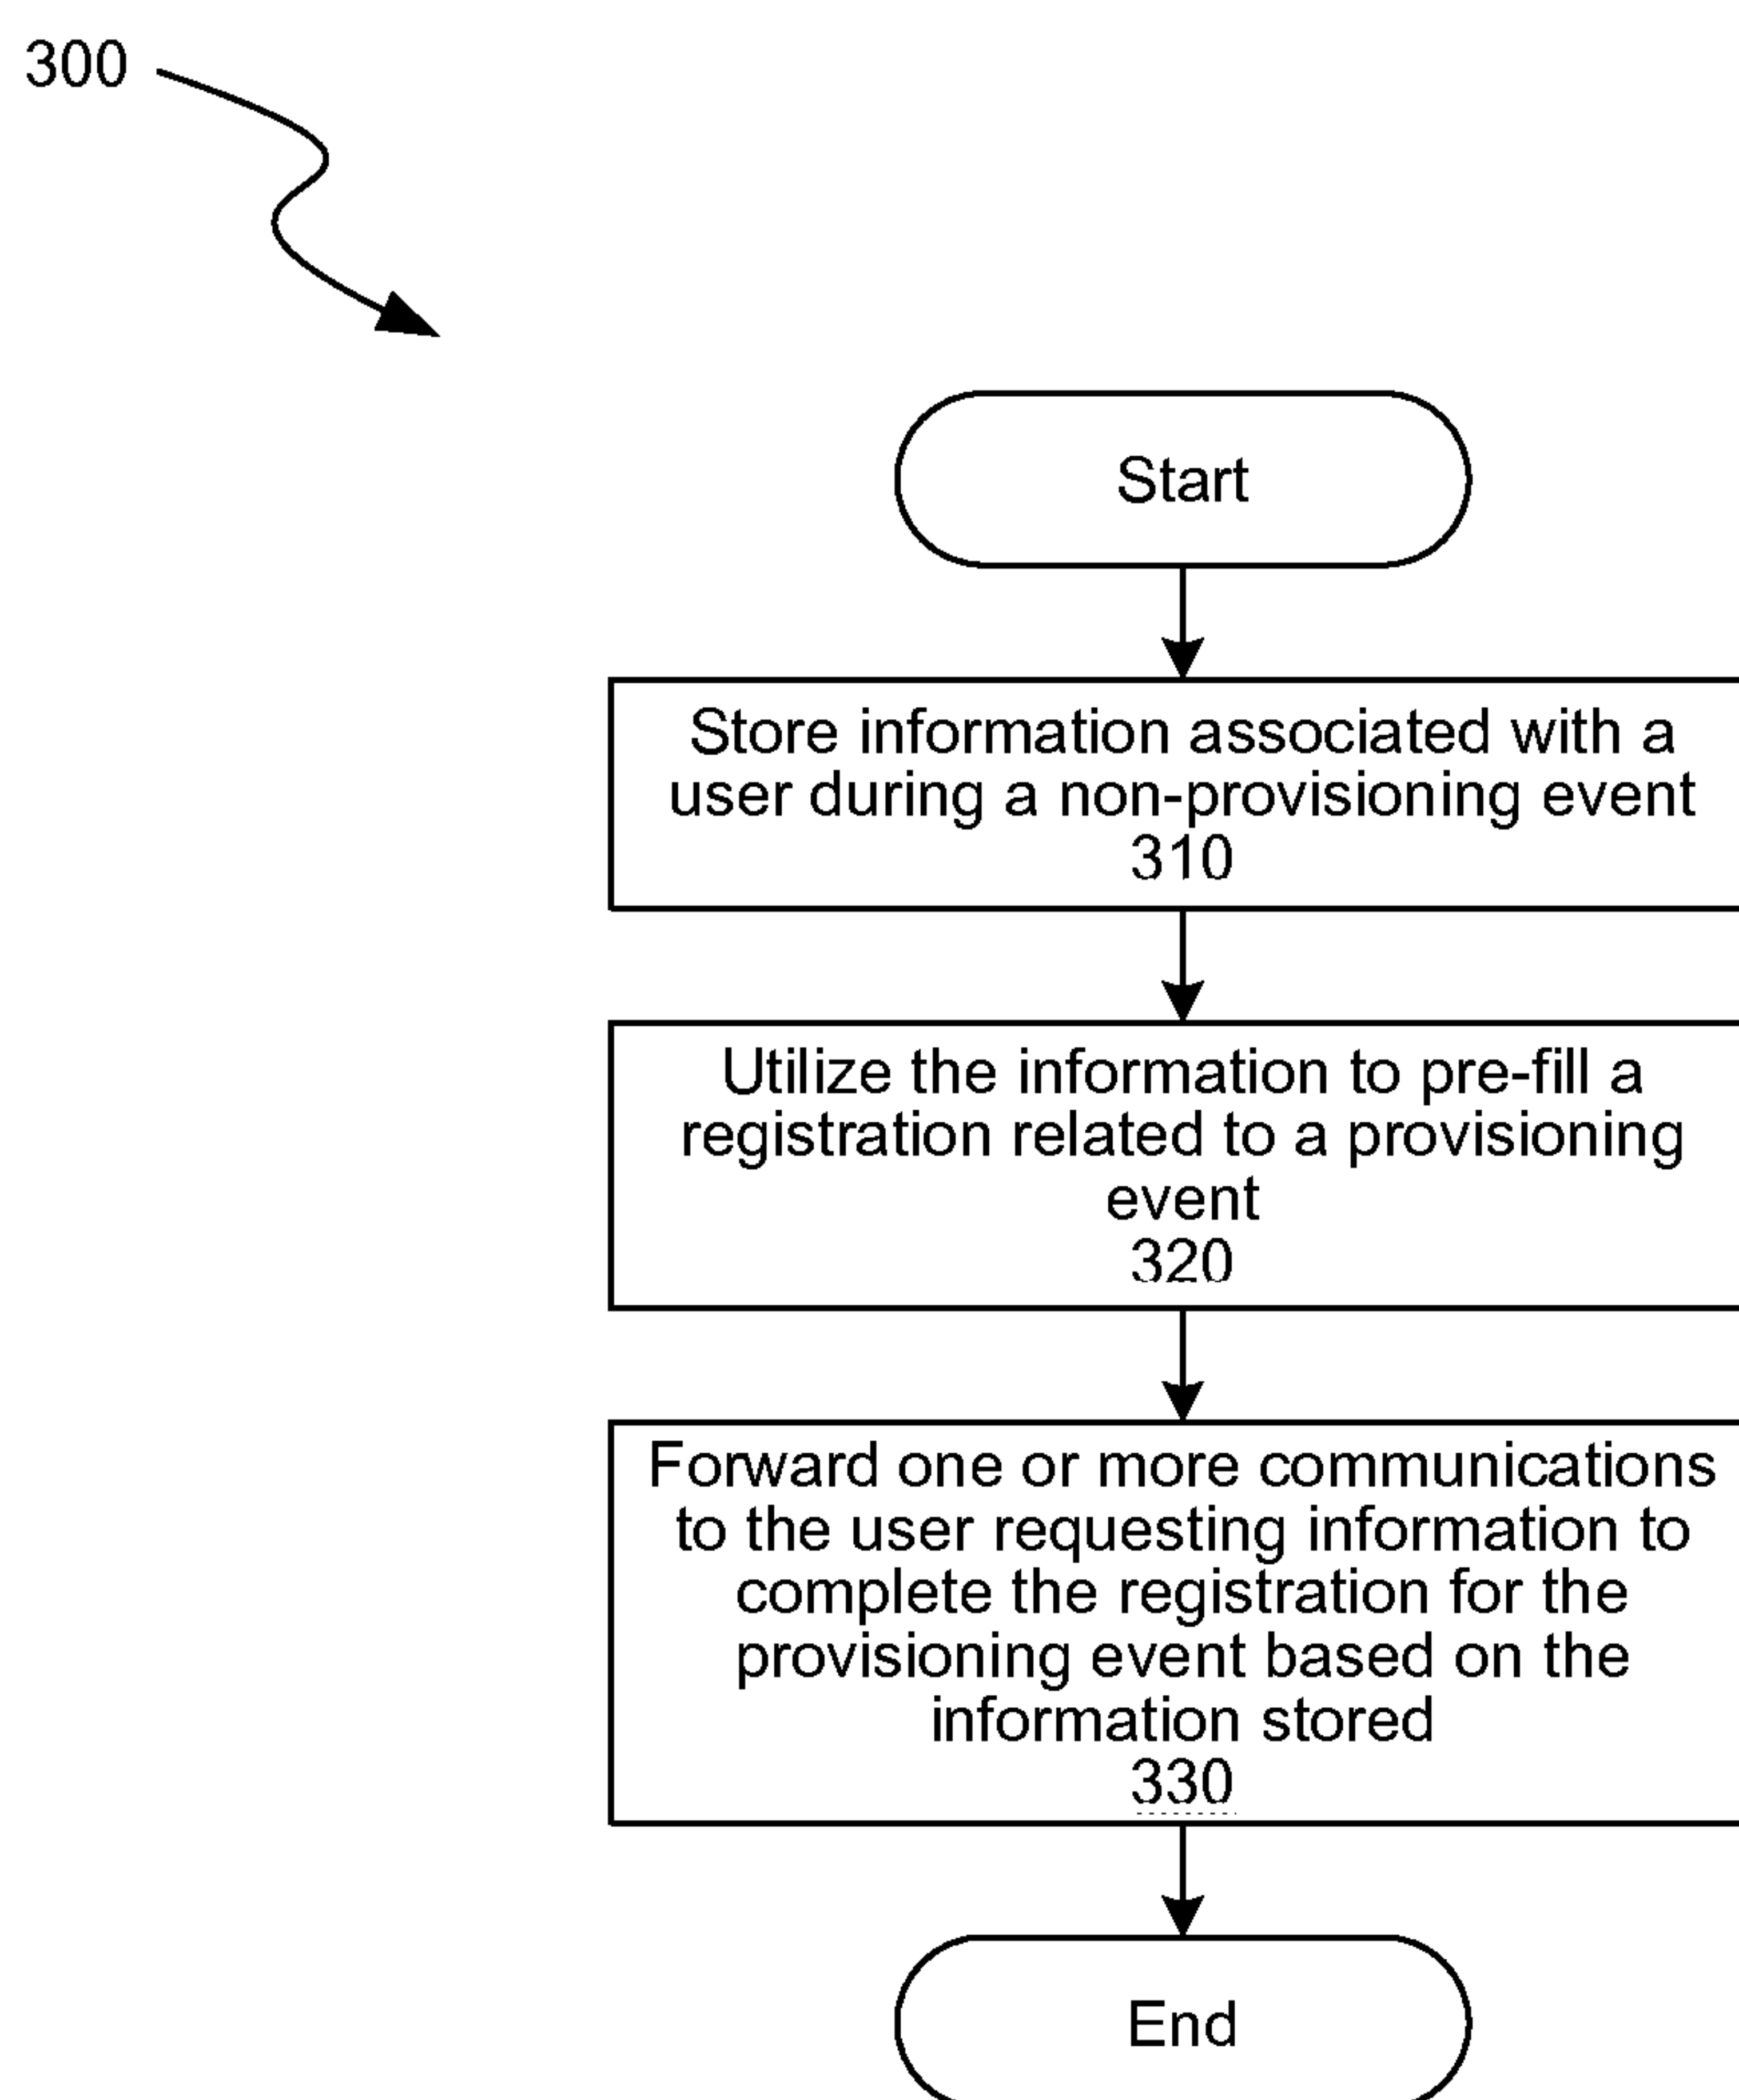 300
Start
Store information associated with a
user during a non-provisioning event
310
Utilize the information to pre-fill a
registration related to a provisioning
event
320
Forward one or more communications
to the user requesting information to
complete the registration for the
provisioning event based on the
information stored
330
End